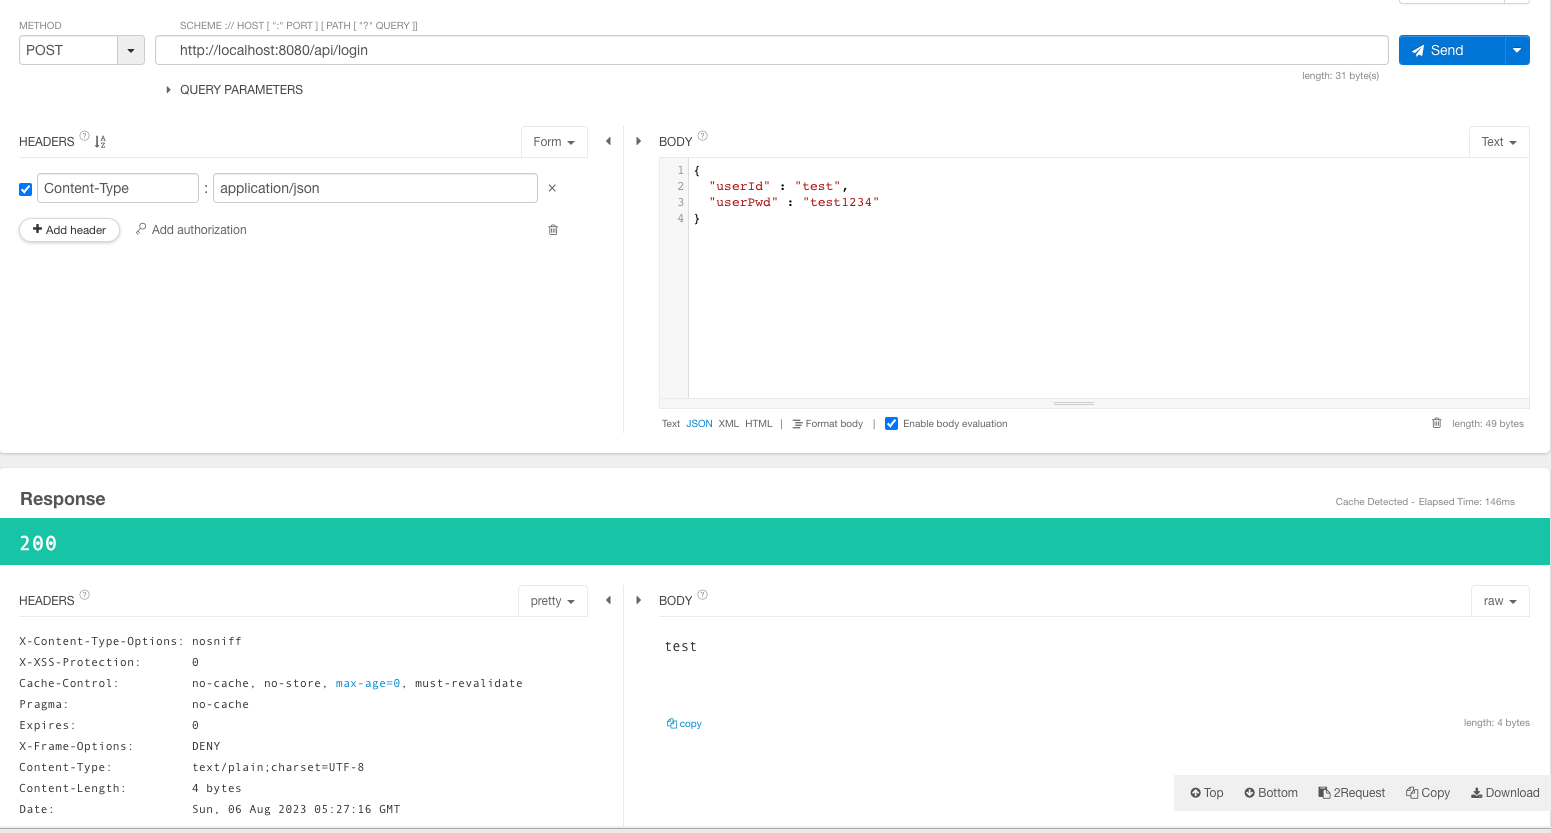 METHOD
SCHEME :// HOST [ ":" PORT ] [ PATH [ "?" QUERY ]]
POST
http://localhost:8080/api/login
Send
length: 31 byte(s)
QUERY PARAMETERS
HEADERS ?
Form
BODY ?
Text
Content-Type : application/json
+ Add header
Add authorization
1 {
2 "userId" : "test",
3 "userPwd" : "test1234"
4 }
Text JSON XML HTML | Format body | Enable body evaluation
length: 49 bytes
Response
Cache Detected - Elapsed Time: 146ms
200
HEADERS ?
pretty
BODY ?
raw
X-Content-Type-Options: nosniff
X-XSS-Protection: 0
Cache-Control: no-cache, no-store, max-age=0, must-revalidate
Pragma: no-cache
Expires: 0
X-Frame-Options: DENY
Content-Type: text/plain;charset=UTF-8
Content-Length: 4 bytes
Date: Sun, 06 Aug 2023 05:27:16 GMT
test
copy
length: 4 bytes
Top Bottom 2Request Copy Download